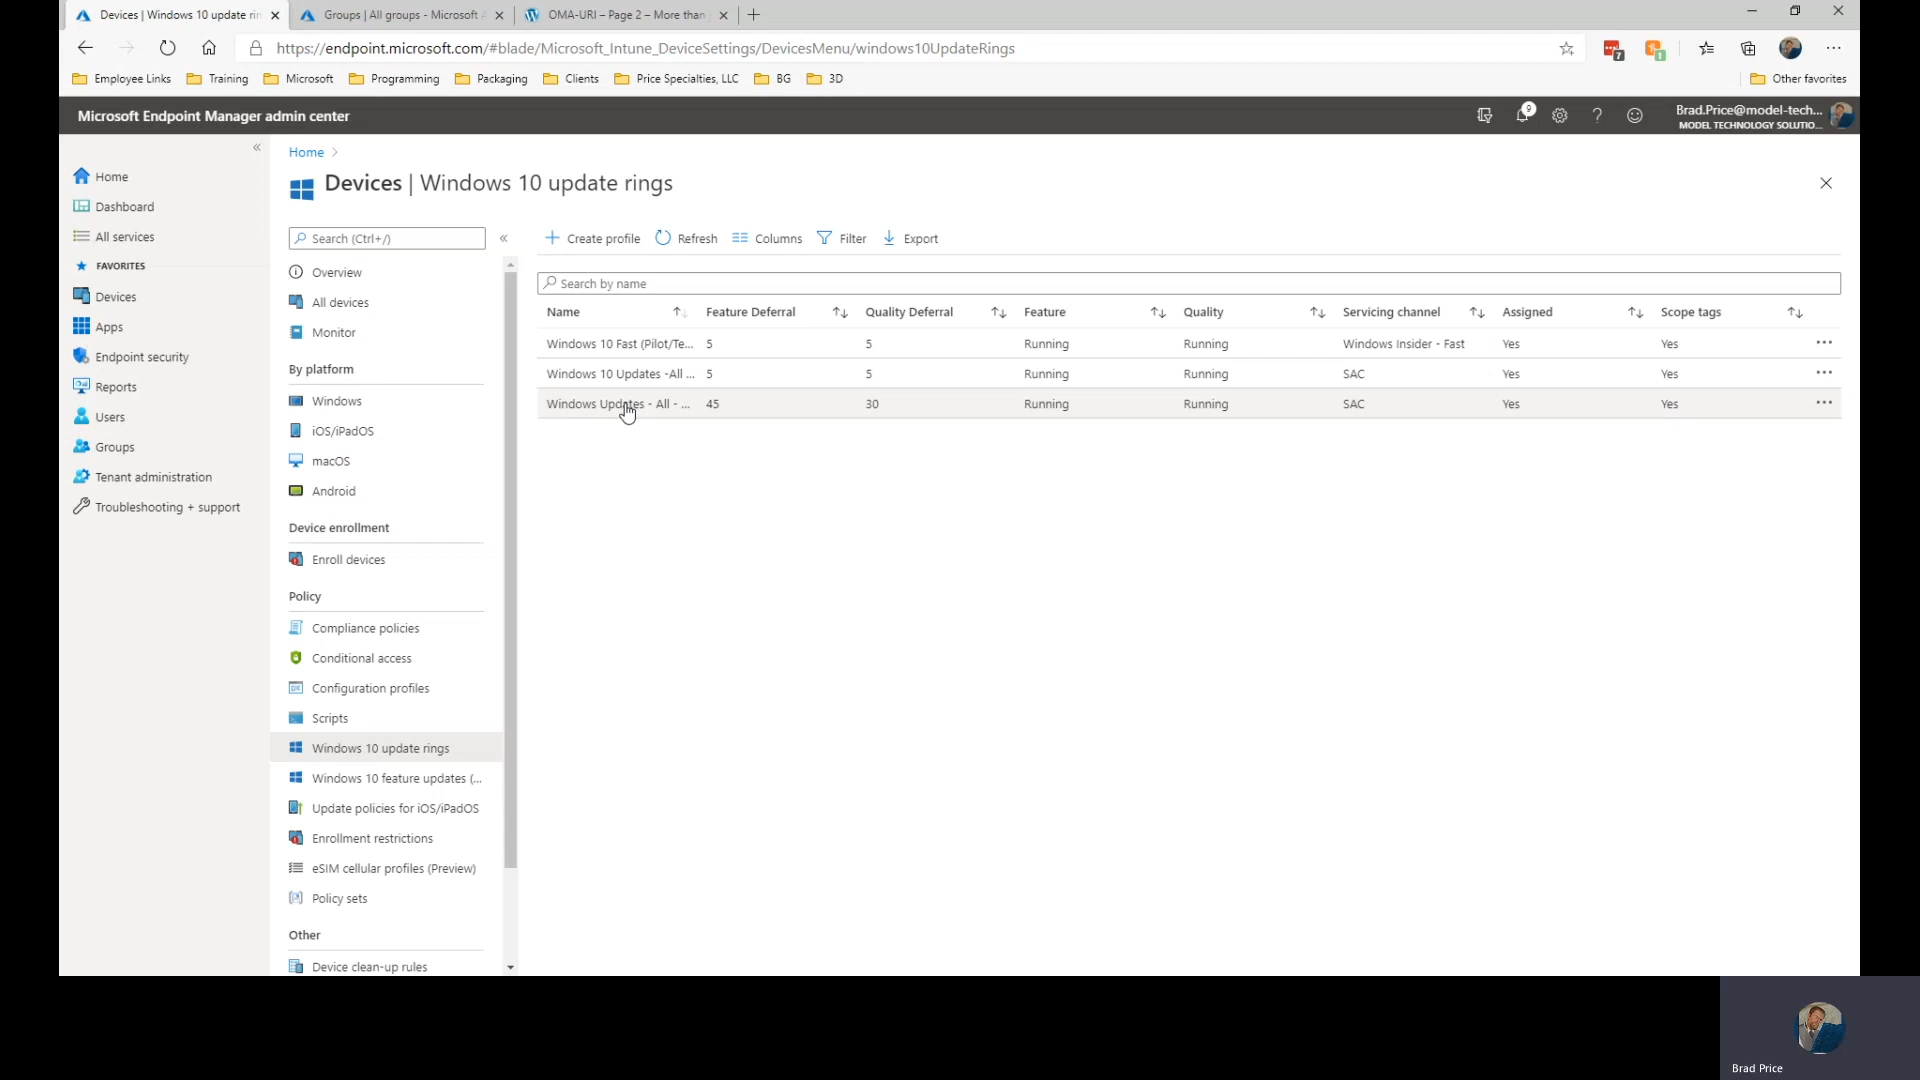 Devices | Windows 10 update rin
Groups | All groups - Microsoft A
OMA-URI – Page 2 – More than
https://endpoint.microsoft.com/#blade/Microsoft_Intune_DeviceSettings/DevicesMenu/windows10UpdateRings
7
1
Employee Links
Training
Microsoft
Programming
Packaging
Clients
Price Specialties, LLC
BG
3D
Other favorites
Microsoft Endpoint Manager admin center
9
Brad.Price@model-tech...
MODEL TECHNOLOGY SOLUTIO...
Home
Dashboard
All services
FAVORITES
Devices
Apps
Endpoint security
Reports
Users
Groups
Tenant administration
Troubleshooting + support
Home >
Devices | Windows 10 update rings
Search (Ctrl+/)
Overview
All devices
Monitor
By platform
Windows
iOS/iPadOS
macOS
Android
Device enrollment
Enroll devices
Policy
Compliance policies
Conditional access
Configuration profiles
Scripts
Windows 10 update rings
Windows 10 feature updates (...
Update policies for iOS/iPadOS
Enrollment restrictions
eSIM cellular profiles (Preview)
Policy sets
Other
Device clean-up rules
Create profile Refresh Columns Filter Export
Search by name
Name Feature Deferral Quality Deferral Feature Quality Servicing channel Assigned Scope tags
Windows 10 Fast (Pilot/Te... 5 5 Running Running Windows Insider - Fast Yes Yes
Windows 10 Updates -All ... 5 5 Running Running SAC Yes Yes
Windows Updates - All - ... 45 30 Running Running SAC Yes Yes
Brad Price